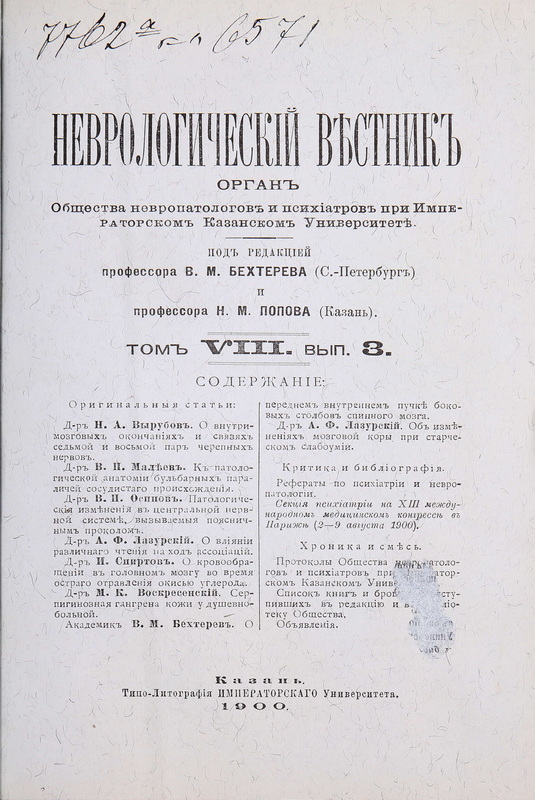 7762а 6571
НЕВРОЛОГИЧЕСКІЙ ВѢСТНИКЪ
ОРГАНЪ
Общества невропатологовъ и психіатровъ при Импе-
раторскомъ Казанскомъ Университетѣ.
ПОДЪ РЕДАКЦІЕЙ
профессора В. М. БЕХТЕРЕВА (С.-Петербургъ)
И
профессора Н. М. ПОПОВА (Казань).
ТОМЪ VIII. ВЫП. 3.
СОДЕРЖАНІЕ:
Оригинальныя статьи:
Д-ръ Н. А. Вырубовъ. О внутри-
мозговыхъ окончаніяхъ и связяхъ
седьмой и восьмой паръ черепныхъ
нервовъ.
Д-ръ В. П. Малѣевъ. Къ патоло-
гической анатоміи бульбарныхъ пара-
личей сосудистаго происхожденія.
Д-ръ В. П. Осиповъ. Патологиче-
скія измѣненія въ центральной нерв-
ной системѣ, вызываемыя пояснич-
нымъ проколомъ.
Д-ръ А. Ф. Лазурскій. О вліяніи
различнаго чтенія на ходъ ассоціацій.
Д-ръ И. Спиртовъ. О кровообра-
щеніи въ головномъ мозгу во время
остраго отравленія окисью углерода.
Д-ръ М. К. Воскресенскій. Сер-
пигинозная гангрена кожи у душевно-
больной.
Академикъ В. М. Бехтеревъ. О
переднемъ внутреннемъ пучкѣ боко-
выхъ столбовъ спинного мозга.
Д-ръ А. Ф. Лазурскій. Объ измѣ-
неніяхъ мозговой коры при старче-
скомъ слабоуміи.
Критика и библіографія.
Рефераты по психіатріи и невро-
патологіи.
Секція психіатріи на XIII между-
народномъ медицинскомъ конгрессѣ въ
Парижѣ (2—9 августа 1900).
Хроника и смѣсь.
Протоколы Общества невропатоло-
говъ и психіатровъ при
скомъ Казанскомъ
Списокъ книгъ и
пившихъ въ редакцію и
теку Общества.
Объявленія.
Казань.
Типо-Литографія ИМПЕРАТОРСКАГО Университета.
1900.